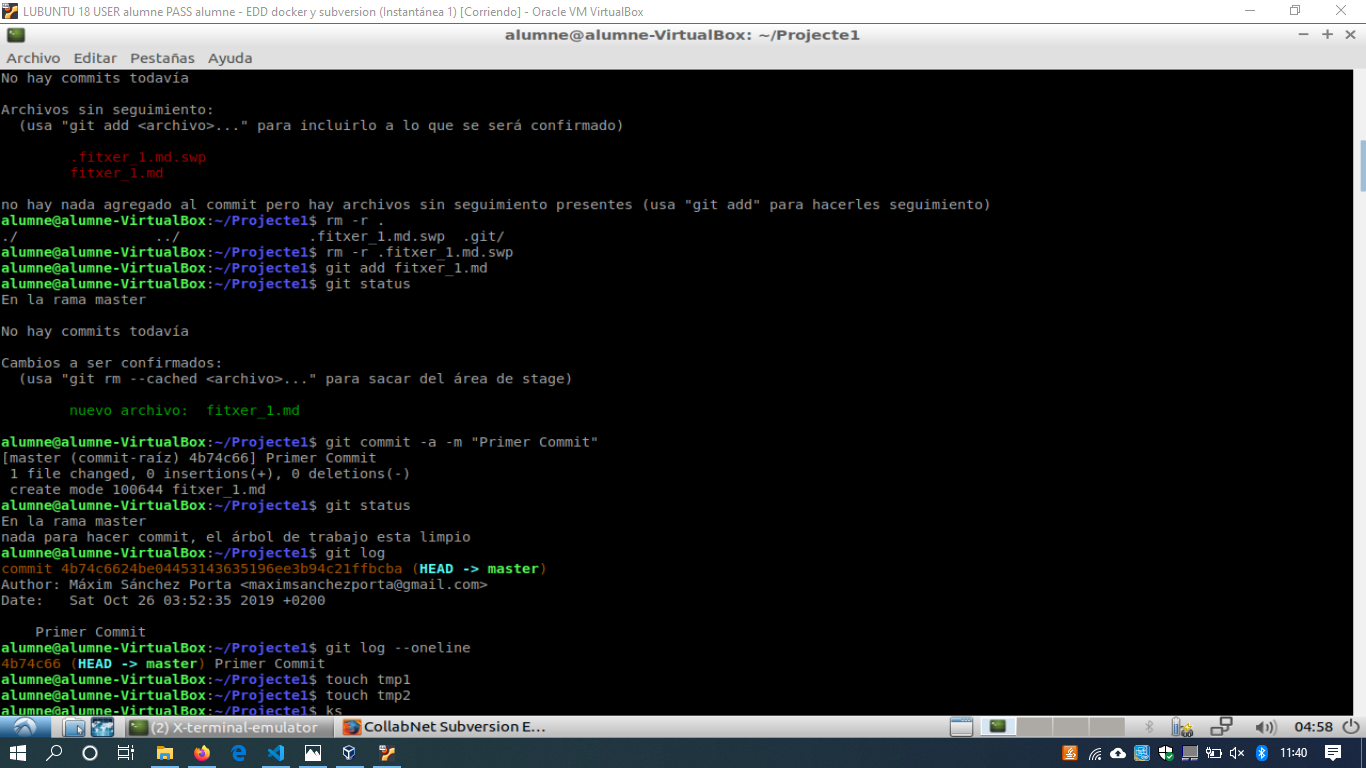 LUBUNTU 18 USER alumne PASS alumne - EDD docker y subversion (Instantánea 1) [Corriendo] - Oracle VM VirtualBox
alumne@alumne-VirtualBox: ~/Projecte1
Archivo Editar Pestañas Ayuda
No hay commits todavía
Archivos sin seguimiento:
(usa "git add <archivo>..." para incluirlo a lo que se será confirmado)
.fitxer_1.md.swp
fitxer_1.md
no hay nada agregado al commit pero hay archivos sin seguimiento presentes (usa "git add" para hacerles seguimiento)
alumne@alumne-VirtualBox:~/Projecte1$ rm -r .
./ ../ .fitxer_1.md.swp .git/
alumne@alumne-VirtualBox:~/Projecte1$ rm -r .fitxer_1.md.swp
alumne@alumne-VirtualBox:~/Projecte1$ git add fitxer_1.md
alumne@alumne-VirtualBox:~/Projecte1$ git status
En la rama master
No hay commits todavía
Cambios a ser confirmados:
(usa "git rm --cached <archivo>..." para sacar del área de stage)
nuevo archivo: fitxer_1.md
alumne@alumne-VirtualBox:~/Projecte1$ git commit -a -m "Primer Commit"
[master (commit-raíz) 4b74c66] Primer Commit
1 file changed, 0 insertions(+), 0 deletions(-)
create mode 100644 fitxer_1.md
alumne@alumne-VirtualBox:~/Projecte1$ git status
En la rama master
nada para hacer commit, el árbol de trabajo esta limpio
alumne@alumne-VirtualBox:~/Projecte1$ git log
commit 4b74c6624be04453143635196ee3b94c21ffbcba (HEAD -> master)
Author: Máxim Sánchez Porta <maximsanchezporta@gmail.com>
Date: Sat Oct 26 03:52:35 2019 +0200
Primer Commit
alumne@alumne-VirtualBox:~/Projecte1$ git log --oneline
4b74c66 (HEAD -> master) Primer Commit
alumne@alumne-VirtualBox:~/Projecte1$ touch tmp1
alumne@alumne-VirtualBox:~/Projecte1$ touch tmp2
alumne@alumne-VirtualBox:~/Projecte1$ ks
(2) X-terminal-emulator CollabNet Subversion E... 04:58
11:40